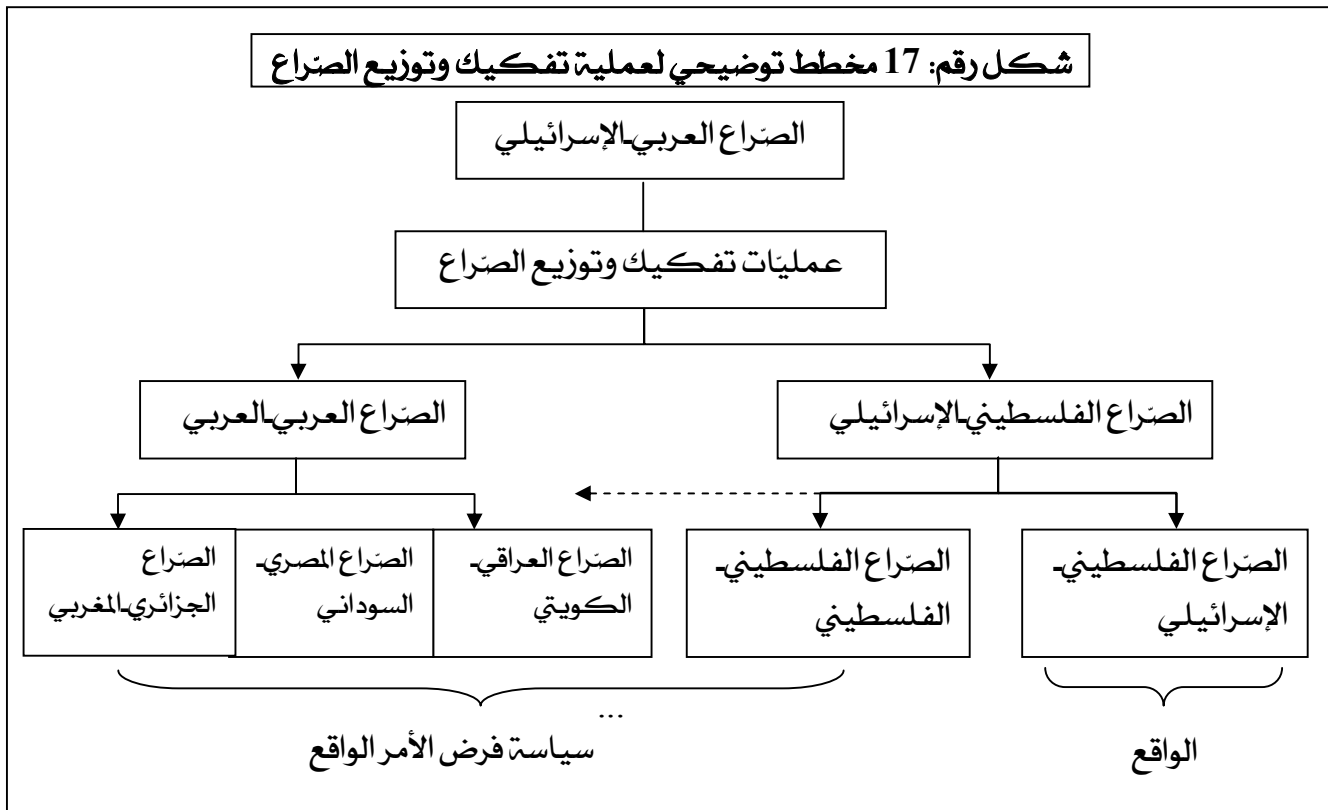 شكل رقم: 17 مخطط توضيحي لعملية تفكيك وتوزيع الصّراع
الصّراع العربي-الإسرائيلي
عمليّات تفكيك وتوزيع الصّراع
الصّراع الفلسطيني-الإسرائيلي
الصّراع العربي-العربي
الصّراع الفلسطيني-
الإسرائيلي
الصّراع الفلسطيني-
الفلسطيني
الصّراع العراقي-
الكويتي
الصّراع المصري-
السوداني
الصّراع
الجزائري-المغربي
الواقع
...
سياسة فرض الأمر الواقع